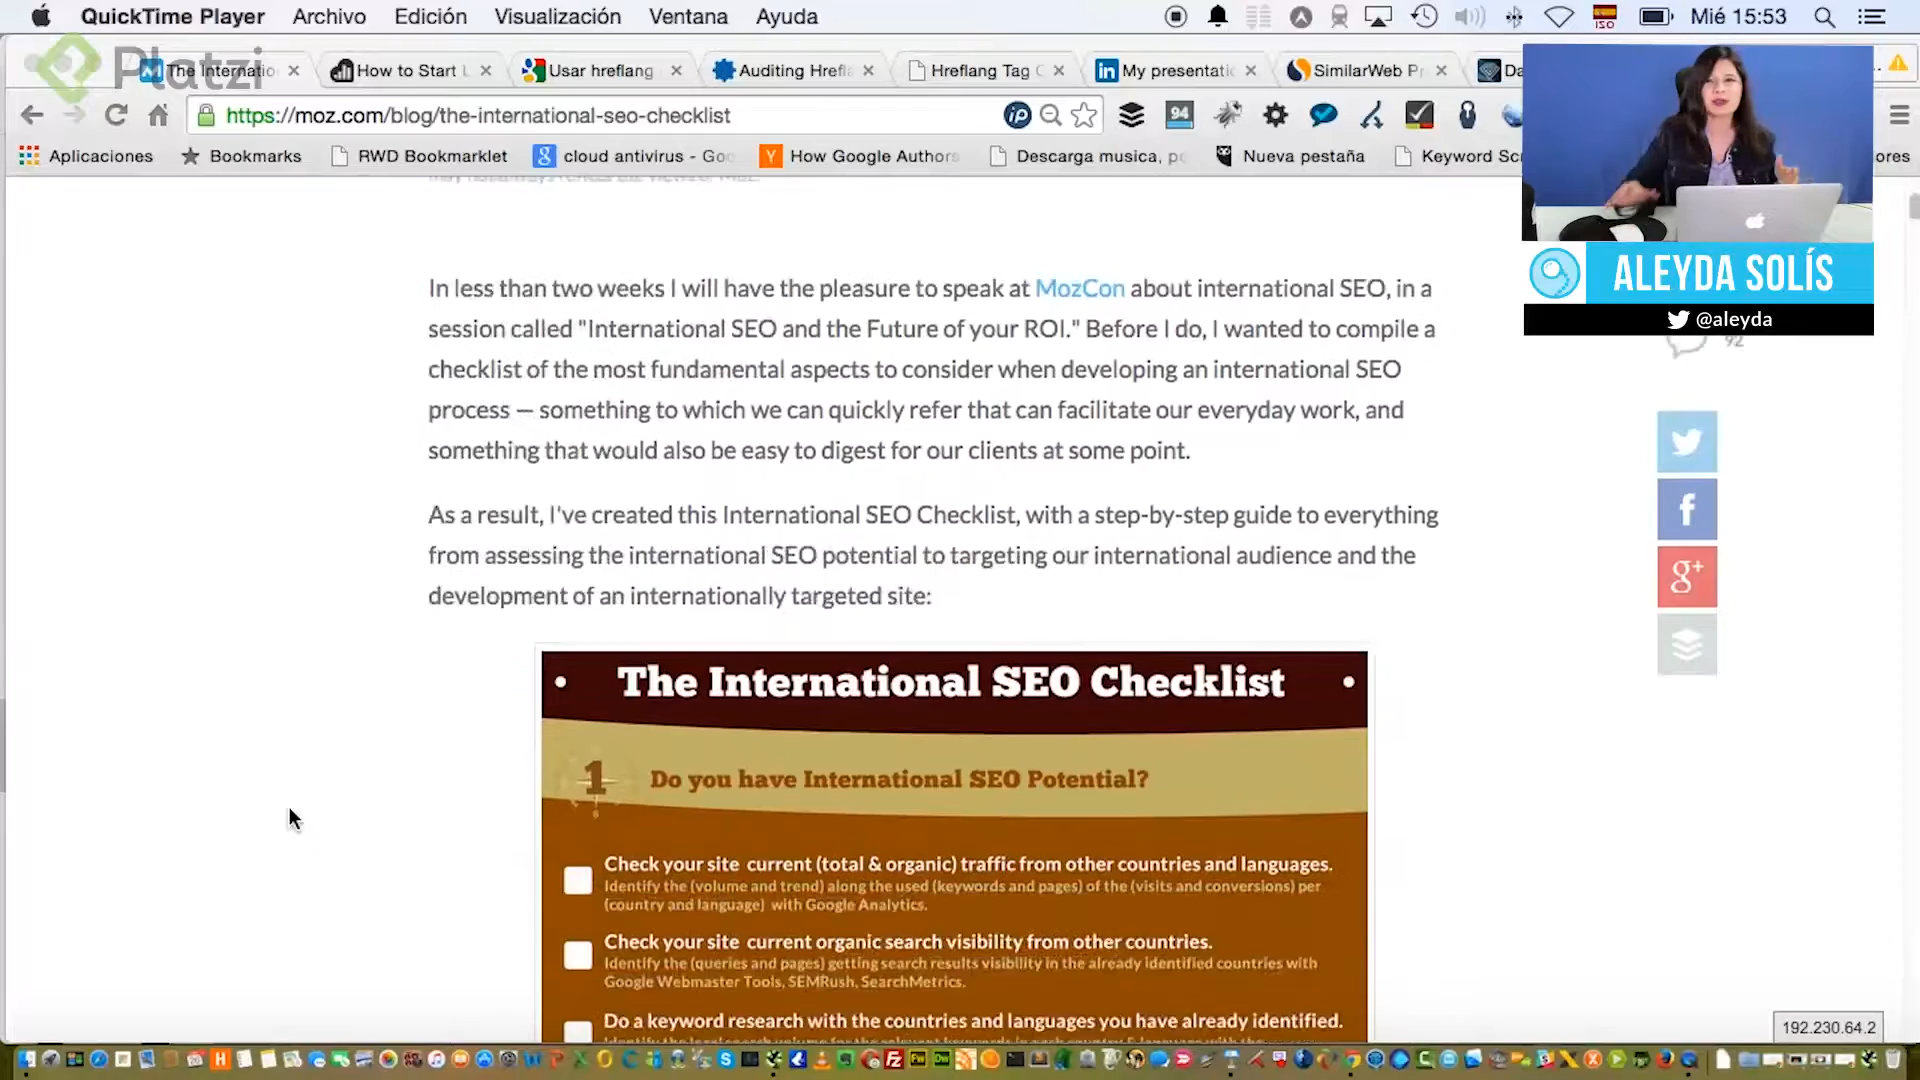 QuickTime Player Archivo Edición Visualización Ventana Ayuda
ISO
Mié 15:53
Platzi
The Internatio
How to Start
Usar hreflang
Auditing Hrefl
Hreflang Tag
My presentati
SimilarWeb Pr
Da
https://moz.com/blog/the-international-seo-checklist
94
Aplicaciones Bookmarks RWD Bookmarklet cloud antivirus - Goo How Google Authors Descarga musica, pe Nueva pestaña Keyword Sc
ores
ALEYDA SOLÍS
@aleyda
92
In less than two weeks I will have the pleasure to speak at MozCon about international SEO, in a
session called "International SEO and the Future of your ROI." Before I do, I wanted to compile a
checklist of the most fundamental aspects to consider when developing an international SEO
process — something to which we can quickly refer that can facilitate our everyday work, and
something that would also be easy to digest for our clients at some point.
As a result, I've created this International SEO Checklist, with a step-by-step guide to everything
from assessing the international SEO potential to targeting our international audience and the
development of an internationally targeted site:
The International SEO Checklist
1 Do you have International SEO Potential?
Check your site current (total & organic) traffic from other countries and languages.
Identify the (volume and trend) along the used (keywords and pages) of the (visits and conversions) per
(country and language) with Google Analytics.
Check your site current organic search visibility from other countries.
Identify the (queries and pages) getting search results visibility in the already identified countries with
Google Webmaster Tools, SEMRush, SearchMetrics.
Do a keyword research with the countries and languages you have already identified.
192.230.64.2